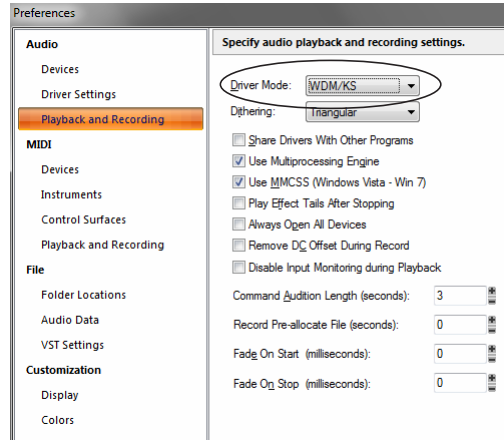 Preferences
Audio
Devices
Driver Settings
Playback and Recording
MIDI
Devices
Instruments
Control Surfaces
Playback and Recording
File
Folder Locations
Audio Data
VST Settings
Customization
Display
Colors
Specify audio playback and recording settings.
Driver Mode: WDM/KS
Dithering: Triangular
Share Drivers With Other Programs
Use Multiprocessing Engine
Use MMCSS (Windows Vista - Win 7)
Play Effect Tails After Stopping
Always Open All Devices
Remove DC Offset During Record
Disable Input Monitoring during Playback
Command Audition Length (seconds): 3
Record Pre-allocate File (seconds): 0
Fade On Start (milliseconds): 0
Fade On Stop (milliseconds): 0